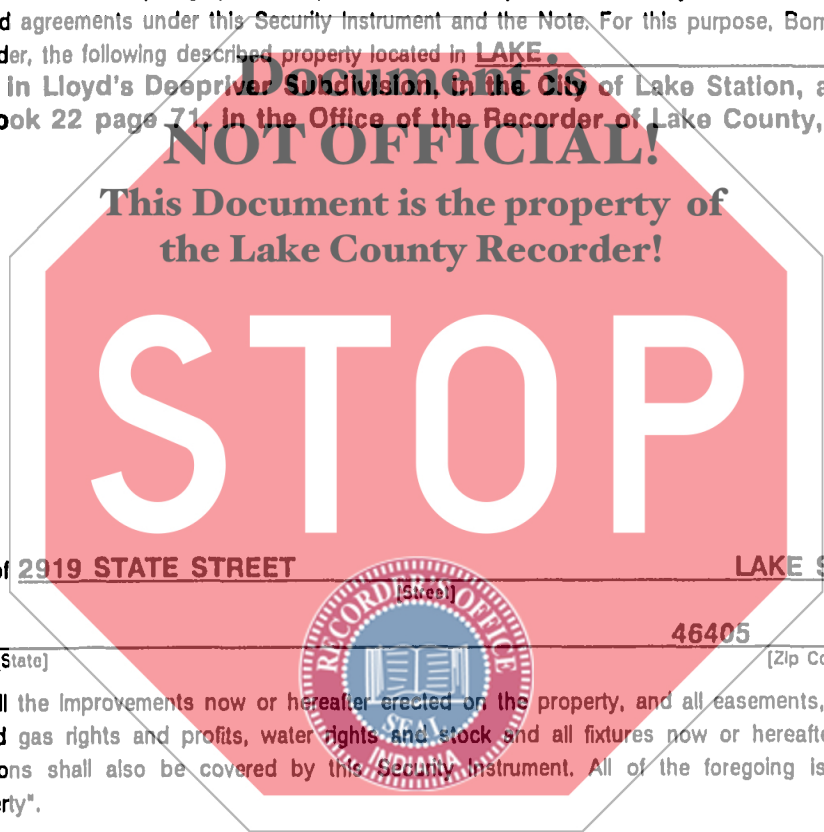 d agreements under this Security Instrument and the Note. For this purpose, Borr
der, the following described property located in LAKE
in Lloyd's Deepriver Subdivision, in the City of Lake Station, a
ook 22 page 71, in the Office of the Recorder of Lake County,
Document is
NOT OFFICIAL!
This Document is the property of
the Lake County Recorder!
STOP
of 2919 STATE STREET LAKE S
[Street]
46405
[State] [Zip Co
RECORDER'S OFFICE
SEAL
INDIANA
ll the improvements now or hereafter erected on the property, and all easements,
d gas rights and profits, water rights and stock and all fixtures now or hereafte
ons shall also be covered by this Security Instrument. All of the foregoing is
erty".